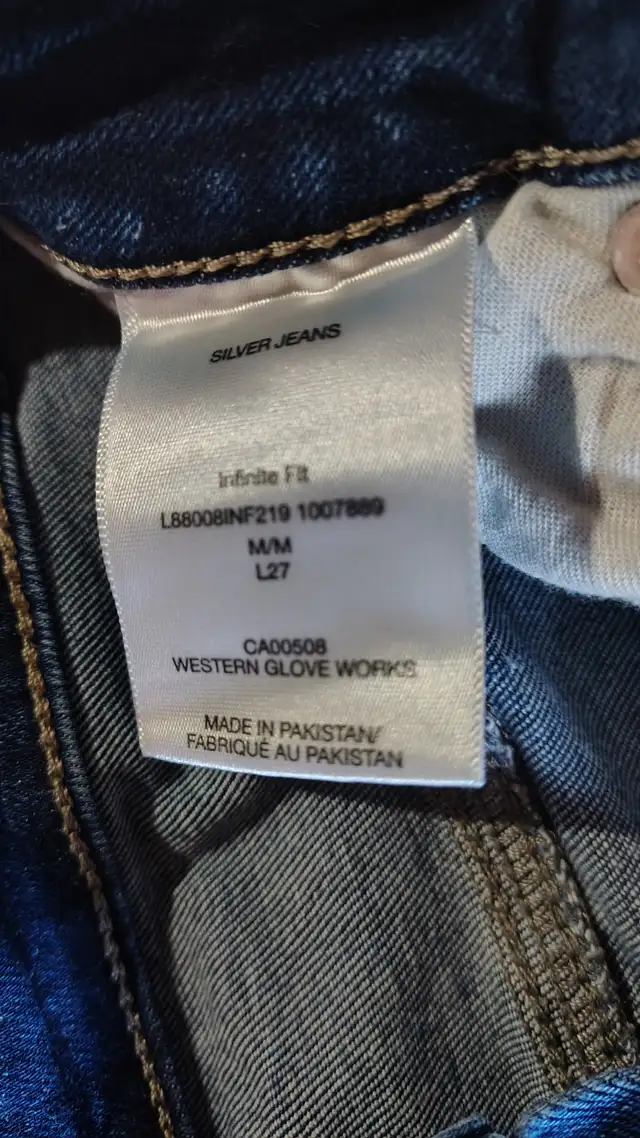 SILVER JEANS
Infinite Fit
L88008INF219 1007889
M/M
L27
CA00508
WESTERN GLOVE WORKS
MADE IN PAKISTAN/
FABRIQUÉ AU PAKISTAN